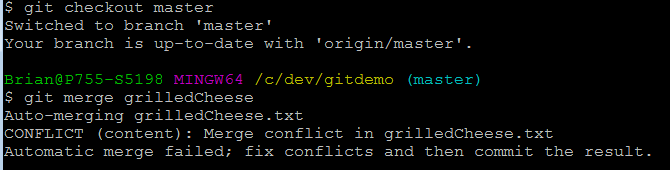 $ git checkout master
Switched to branch 'master'
Your branch is up-to-date with 'origin/master'.
Brian@P755-S5198 MINGW64 /c/dev/gitdemo (master)
$ git merge grilledCheese
Auto-merging grilledCheese.txt
CONFLICT (content): Merge conflict in grilledCheese.txt
Automatic merge failed; fix conflicts and then commit the result.